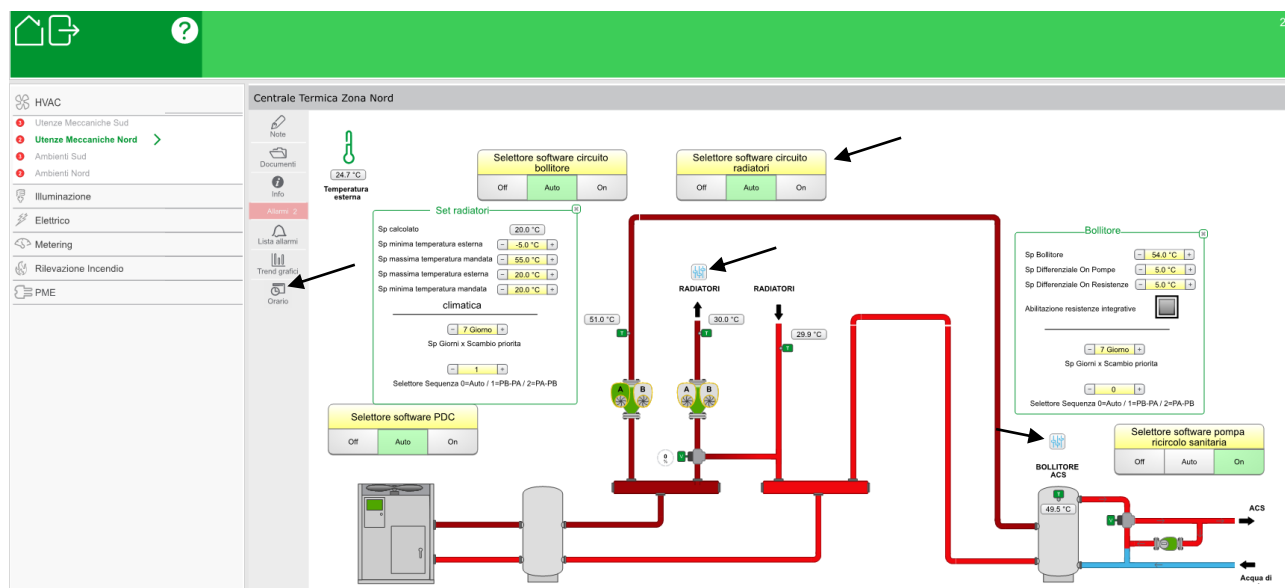 ?
2
HVAC
3 Utenze Meccaniche Sud
2 Utenze Meccaniche Nord
Ambienti Sud
Ambienti Nord
Illuminazione
Elettrico
Metering
Rilevazione Incendio
PME
Centrale Termica Zona Nord
Note
Documenti
Info
Allarmi 2
Lista allarmi
Trend grafici
Orario
24.7 °C
Temperatura
esterna
Selettore software circuito
bollitore
Off Auto On
Selettore software circuito
radiatori
Off Auto On
Set radiatori
Sp calcolato 20.0 °C
Sp minima temperatura esterna - -5.0 °C +
Sp massima temperatura mandata - 55.0 °C +
Sp massima temperatura esterna - 20.0 °C +
Sp minima temperatura mandata - 20.0 °C +
climatica
- 7 Giorno +
Sp Giorni x Scambio priorita
- 1 +
Selettore Sequenza 0=Auto / 1=PB-PA / 2=PA-PB
Selettore software PDC
Off Auto On
RADIATORI
RADIATORI
51.0 °C
T
30.0 °C
T
29.9 °C
T
A B
A B
0
%
V
Bollitore
Sp Bollitore - 54.0 °C +
Sp Differenziale On Pompe - 5.0 °C +
Sp Differenziale On Resistenze - 5.0 °C +
Abilitazione resistenze integrative
- 7 Giorno +
Sp Giorni x Scambio priorita
- 0 +
Selettore Sequenza 0=Auto / 1=PB-PA / 2=PA-PB
Selettore software pompa
ricircolo sanitaria
Off Auto On
BOLLITORE
ACS
T
49.5 °C
V
ACS
Acqua di